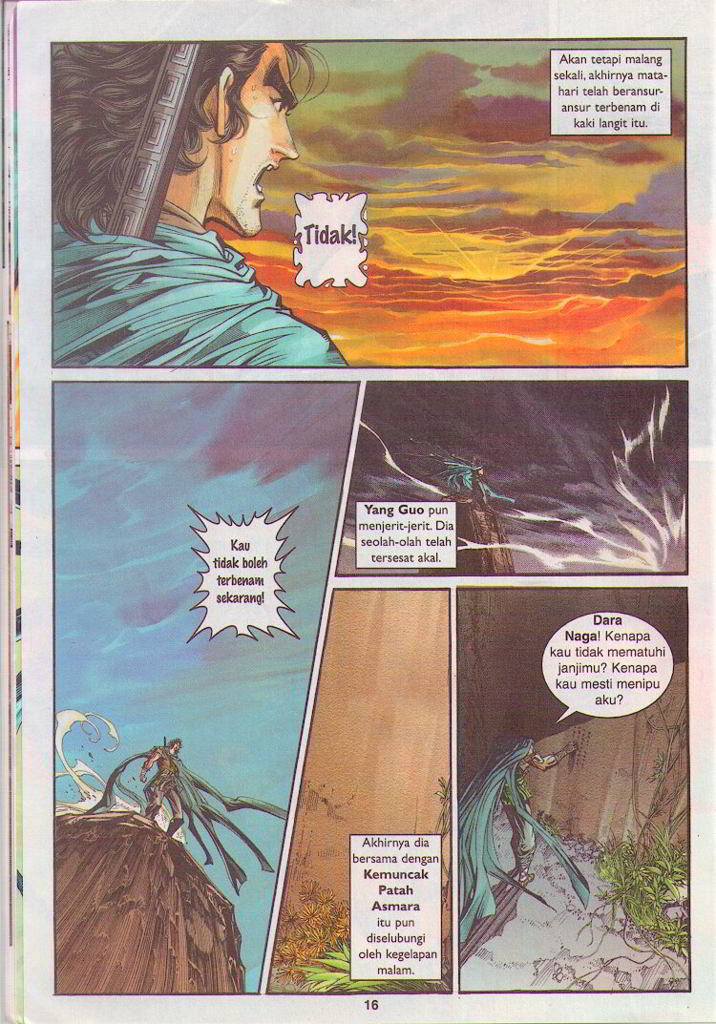 Akan tetapi malang
sekali, akhirnya mata-
hari telah beransur-
ansur terbenam di
kaki langit itu.
Tidak!
Kau
tidak boleh
terbenam
sekarang!
Yang Guo pun
menjerit-jerit. Dia
seolah-olah telah
tersesat akal.
Akhirnya dia
bersama dengan
Kemuncak
Patah
Asmara
itu pun
diselubungi
oleh kegelapan
malam.
Dara
Naga! Kenapa
kau tidak mematuhi
janjimu? Kenapa
kau mesti menipu
aku?
16